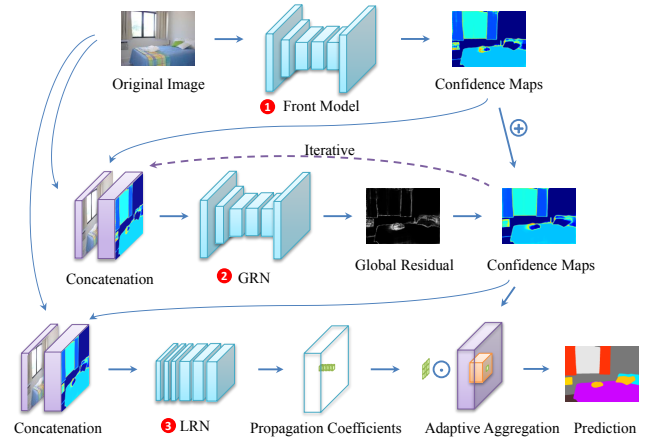 Original Image
1 Front Model
Confidence Maps
Iterative
Concatenation
2 GRN
Global Residual
Confidence Maps
Concatenation
3 LRN
Propagation Coefficients
Adaptive Aggregation
Prediction